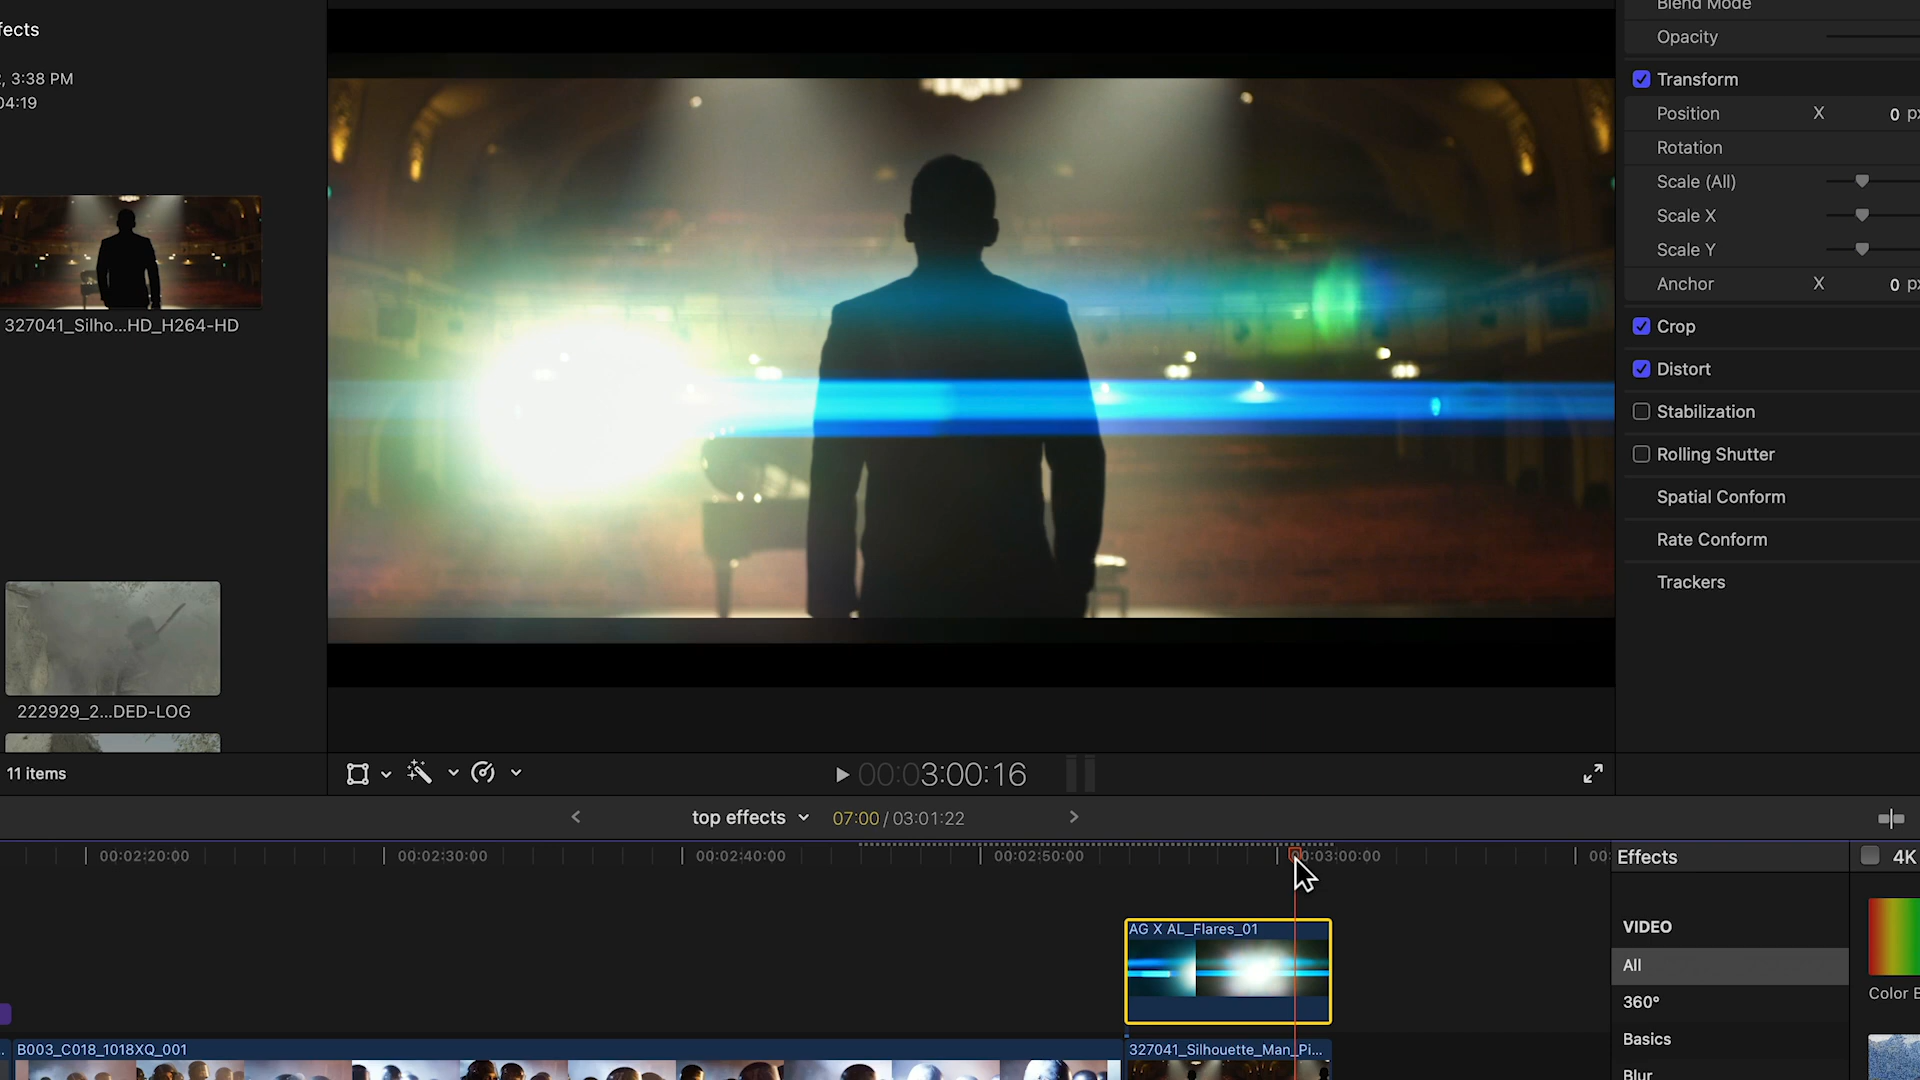 fects
, 3:38 PM
04:19
327041_Silho...HD_H264-HD
222929_2...DED-LOG
11 items
Blend Mode
Opacity
Transform
Position X 0 px
Rotation
Scale (All)
Scale X
Scale Y
Anchor X 0 px
Crop
Distort
Stabilization
Rolling Shutter
Spatial Conform
Rate Conform
Trackers
00:03:00:16
top effects 07:00 / 03:01:22
00:02:20:00 00:02:30:00 00:02:40:00 00:02:50:00 00:03:00:00 00:
AG X AL_Flares_01
B003_C018_1018XQ_001
327041_Silhouette_Man_Pi...
Effects
4K
VIDEO
All
360°
Basics
Blur
Color B